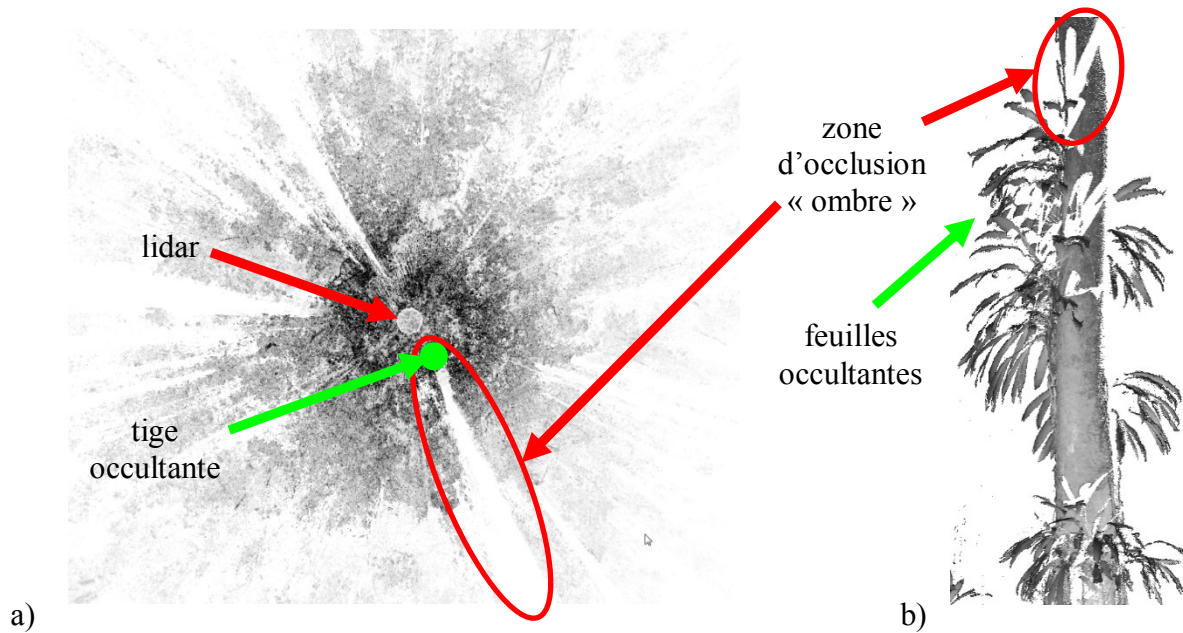 lidar
tige
occultante
zone
d’occlusion
« ombre »
feuilles
occultantes
a)
b)